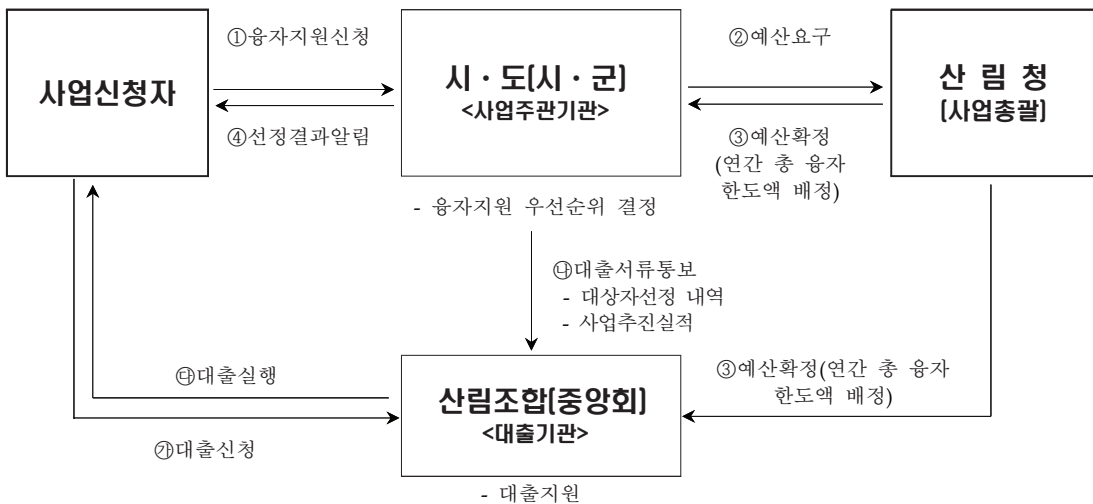 ①융자지원신청
②예산요구
사업신청자
시·도[시·군]
<사업주관기관>
산 림 청
[사업총괄]
④선정결과알림
③예산확정
(연간 총 융자
한도액 배정)
- 융자지원 우선순위 결정
㉯대출서류통보
- 대상자선정 내역
- 사업추진실적
㉰대출실행
③예산확정(연간 총 융자
한도액 배정)
산림조합[중앙회]
<대출기관>
㉮대출신청
- 대출지원